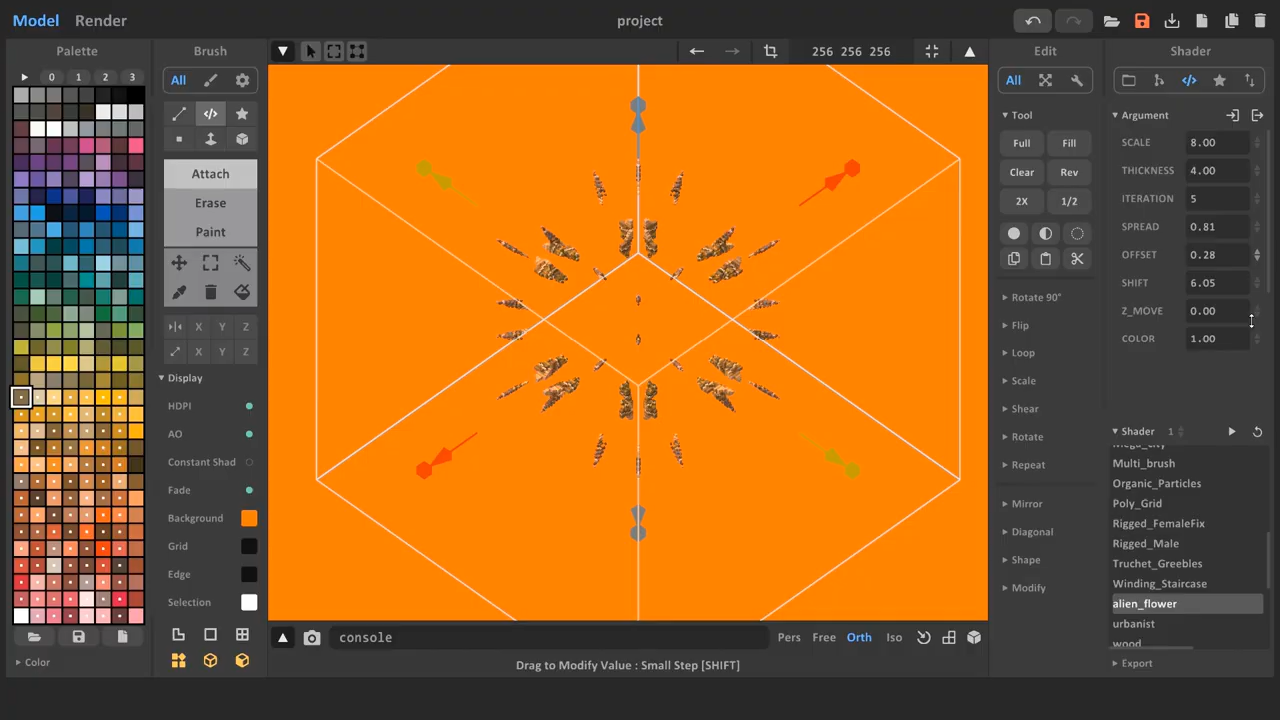 Model Render project
Palette Brush 256 256 256 Edit Shader
0 1 2 3 All All
Tool Argument
Full Fill SCALE 8.00
Attach Clear Rev THICKNESS 4.00
Erase 2X 1/2 ITERATION 5
Paint SPREAD 0.81
OFFSET 0.28
SHIFT 6.05
Rotate 90° Z_MOVE 0.00
X Y Z Flip COLOR 1.00
X Y Z Loop
Display Scale
HDPI Shear
AO Rotate Shader 1
Constant Shad Repeat Mega_city
Fade Multi_brush
Background Mirror Organic_Particles
Grid Diagonal Poly_Grid
Edge Shape Rigged_FemaleFix
Selection Modify Rigged_Male
Truchet_Greebles
Winding_Staircase
alien_flower
urbanist
wood
console Pers Free Orth Iso
Color Drag to Modify Value : Small Step [SHIFT] Export